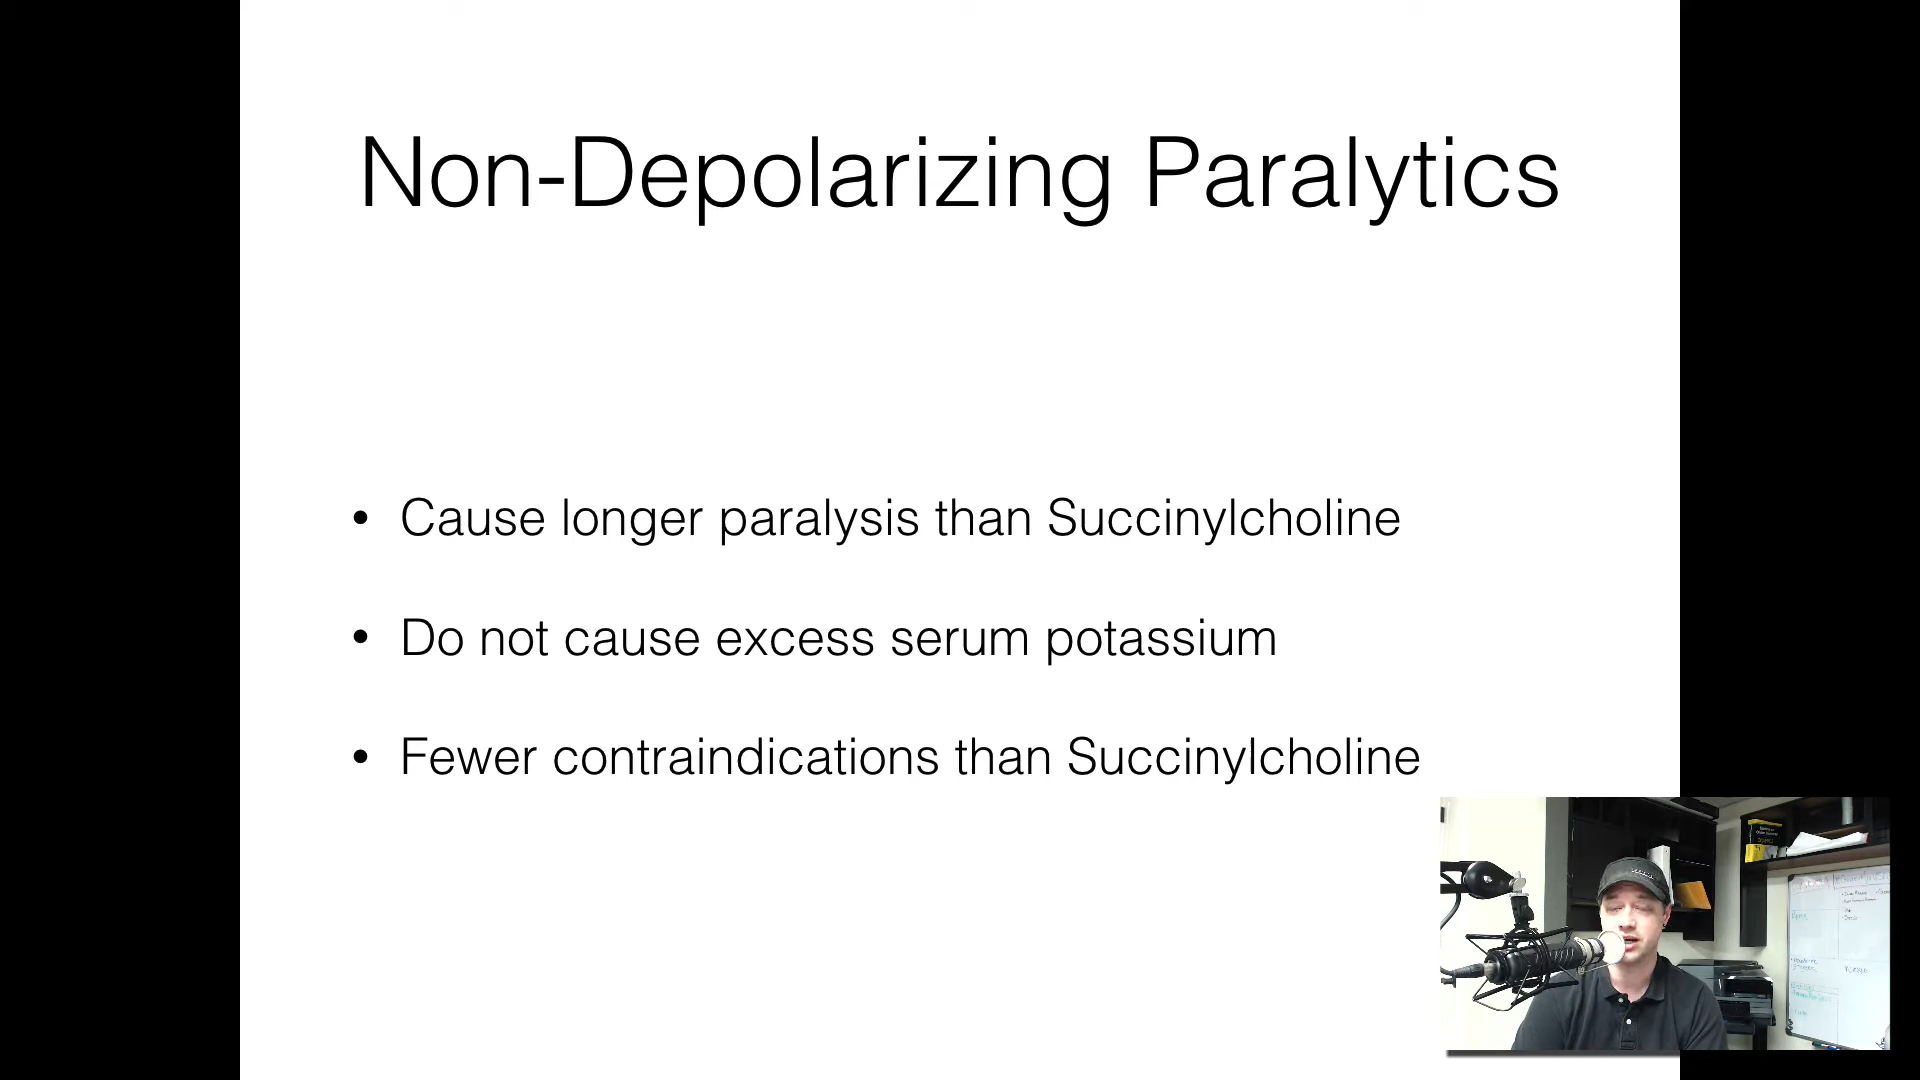 Non-Depolarizing Paralytics
• Cause longer paralysis than Succinylcholine
• Do not cause excess serum potassium
• Fewer contraindications than Succinylcholine